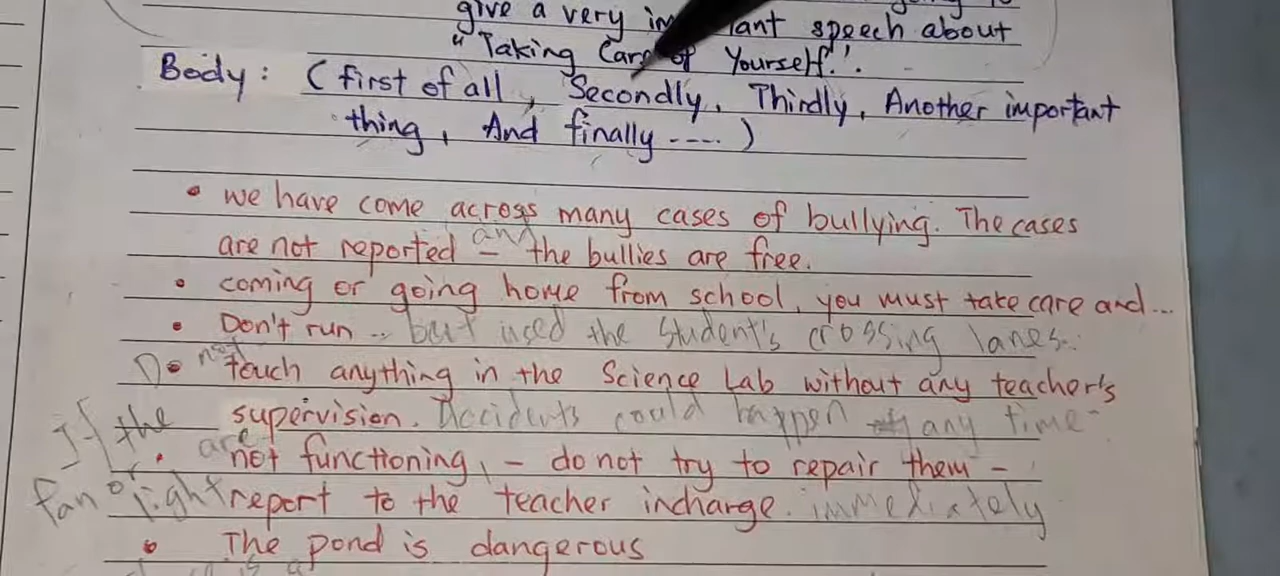 give a very im tant speech about
"Taking Care of Yourself.'.
Body : ( first of all , Secondly, Thirdly, Another important
thing, And finally ---- )
• we have come across many cases of bullying. The cases
are not reported – and the bullies are free.
• coming or going home from school, you must take care and ...
• Don't run .. but used the student's crossing lanes..
Do not touch anything in the Science Lab without any teacher's
supervision. Accidents could happen any time
If the
• are not functioning, – do not try to repair them –
fan or light report to the teacher incharge. immediately
• The pond is dangerous
is a